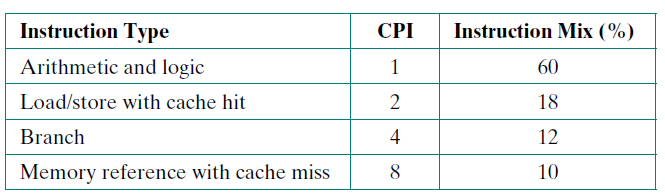 Instruction Type CPI Instruction Mix (%)
Arithmetic and logic 1 60
Load/store with cache hit 2 18
Branch 4 12
Memory reference with cache miss 8 10